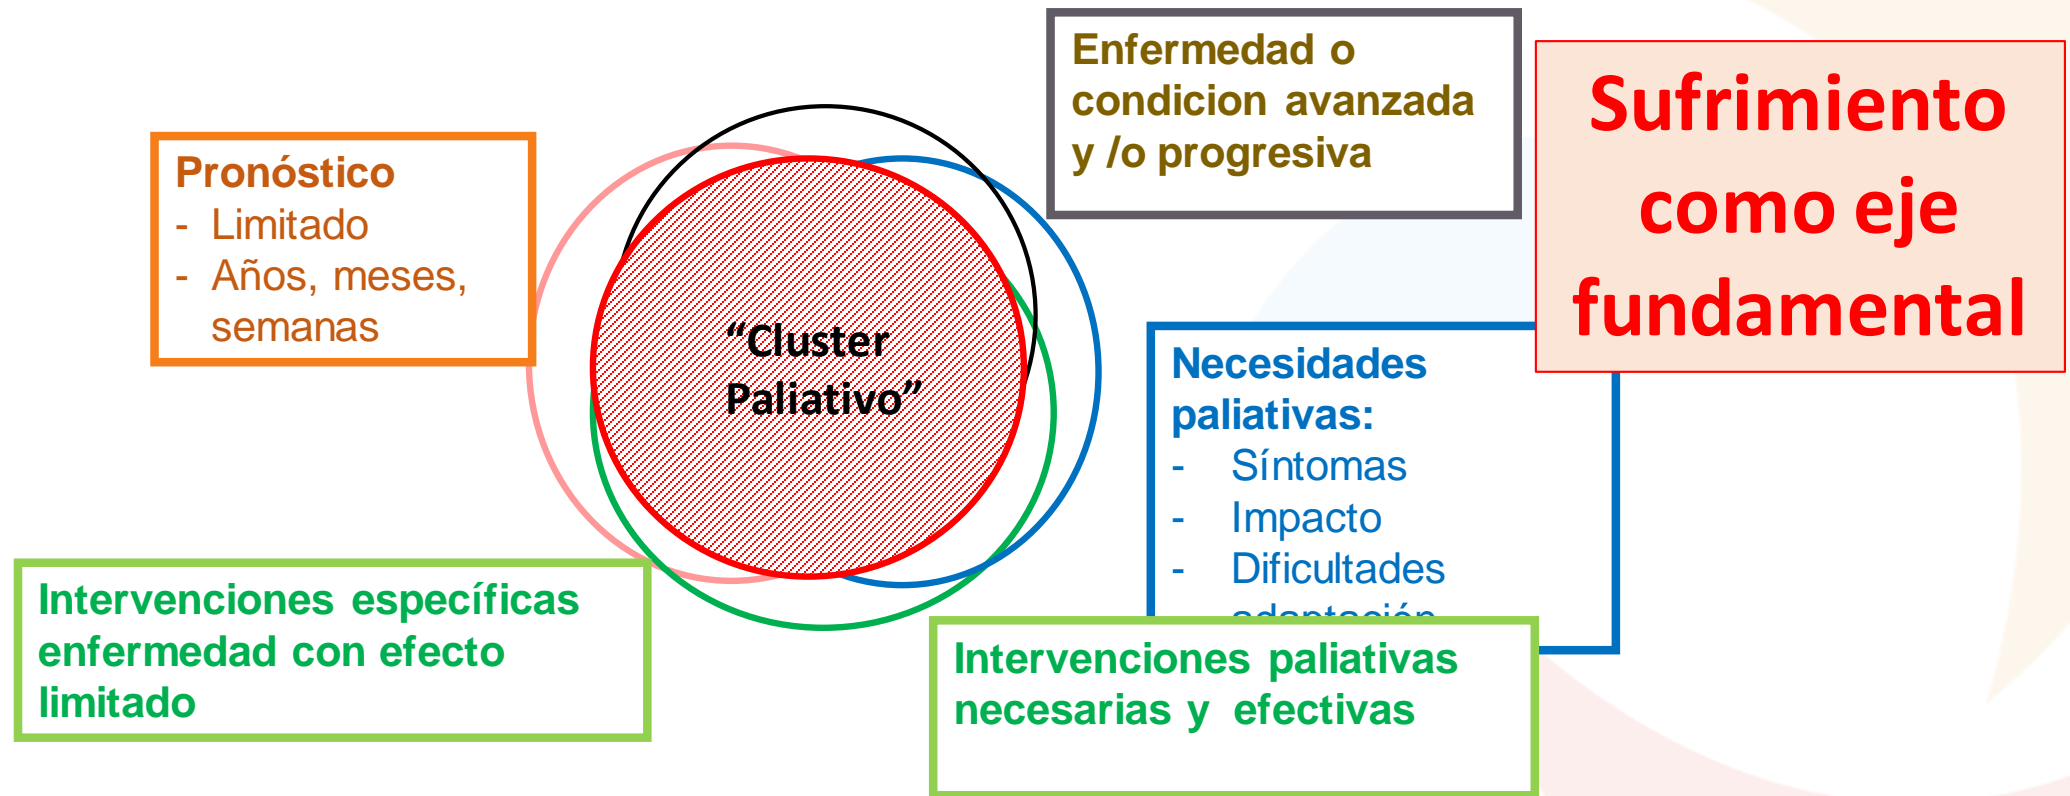 Enfermedad o
condicion avanzada
y /o progresiva
Sufrimiento
como eje
fundamental
Pronóstico
- Limitado
- Años, meses,
semanas
“Cluster
Paliativo”
Necesidades
paliativas:
- Síntomas
- Impacto
- Dificultades
adaptación
Intervenciones específicas
enfermedad con efecto
limitado
Intervenciones paliativas
necesarias y efectivas